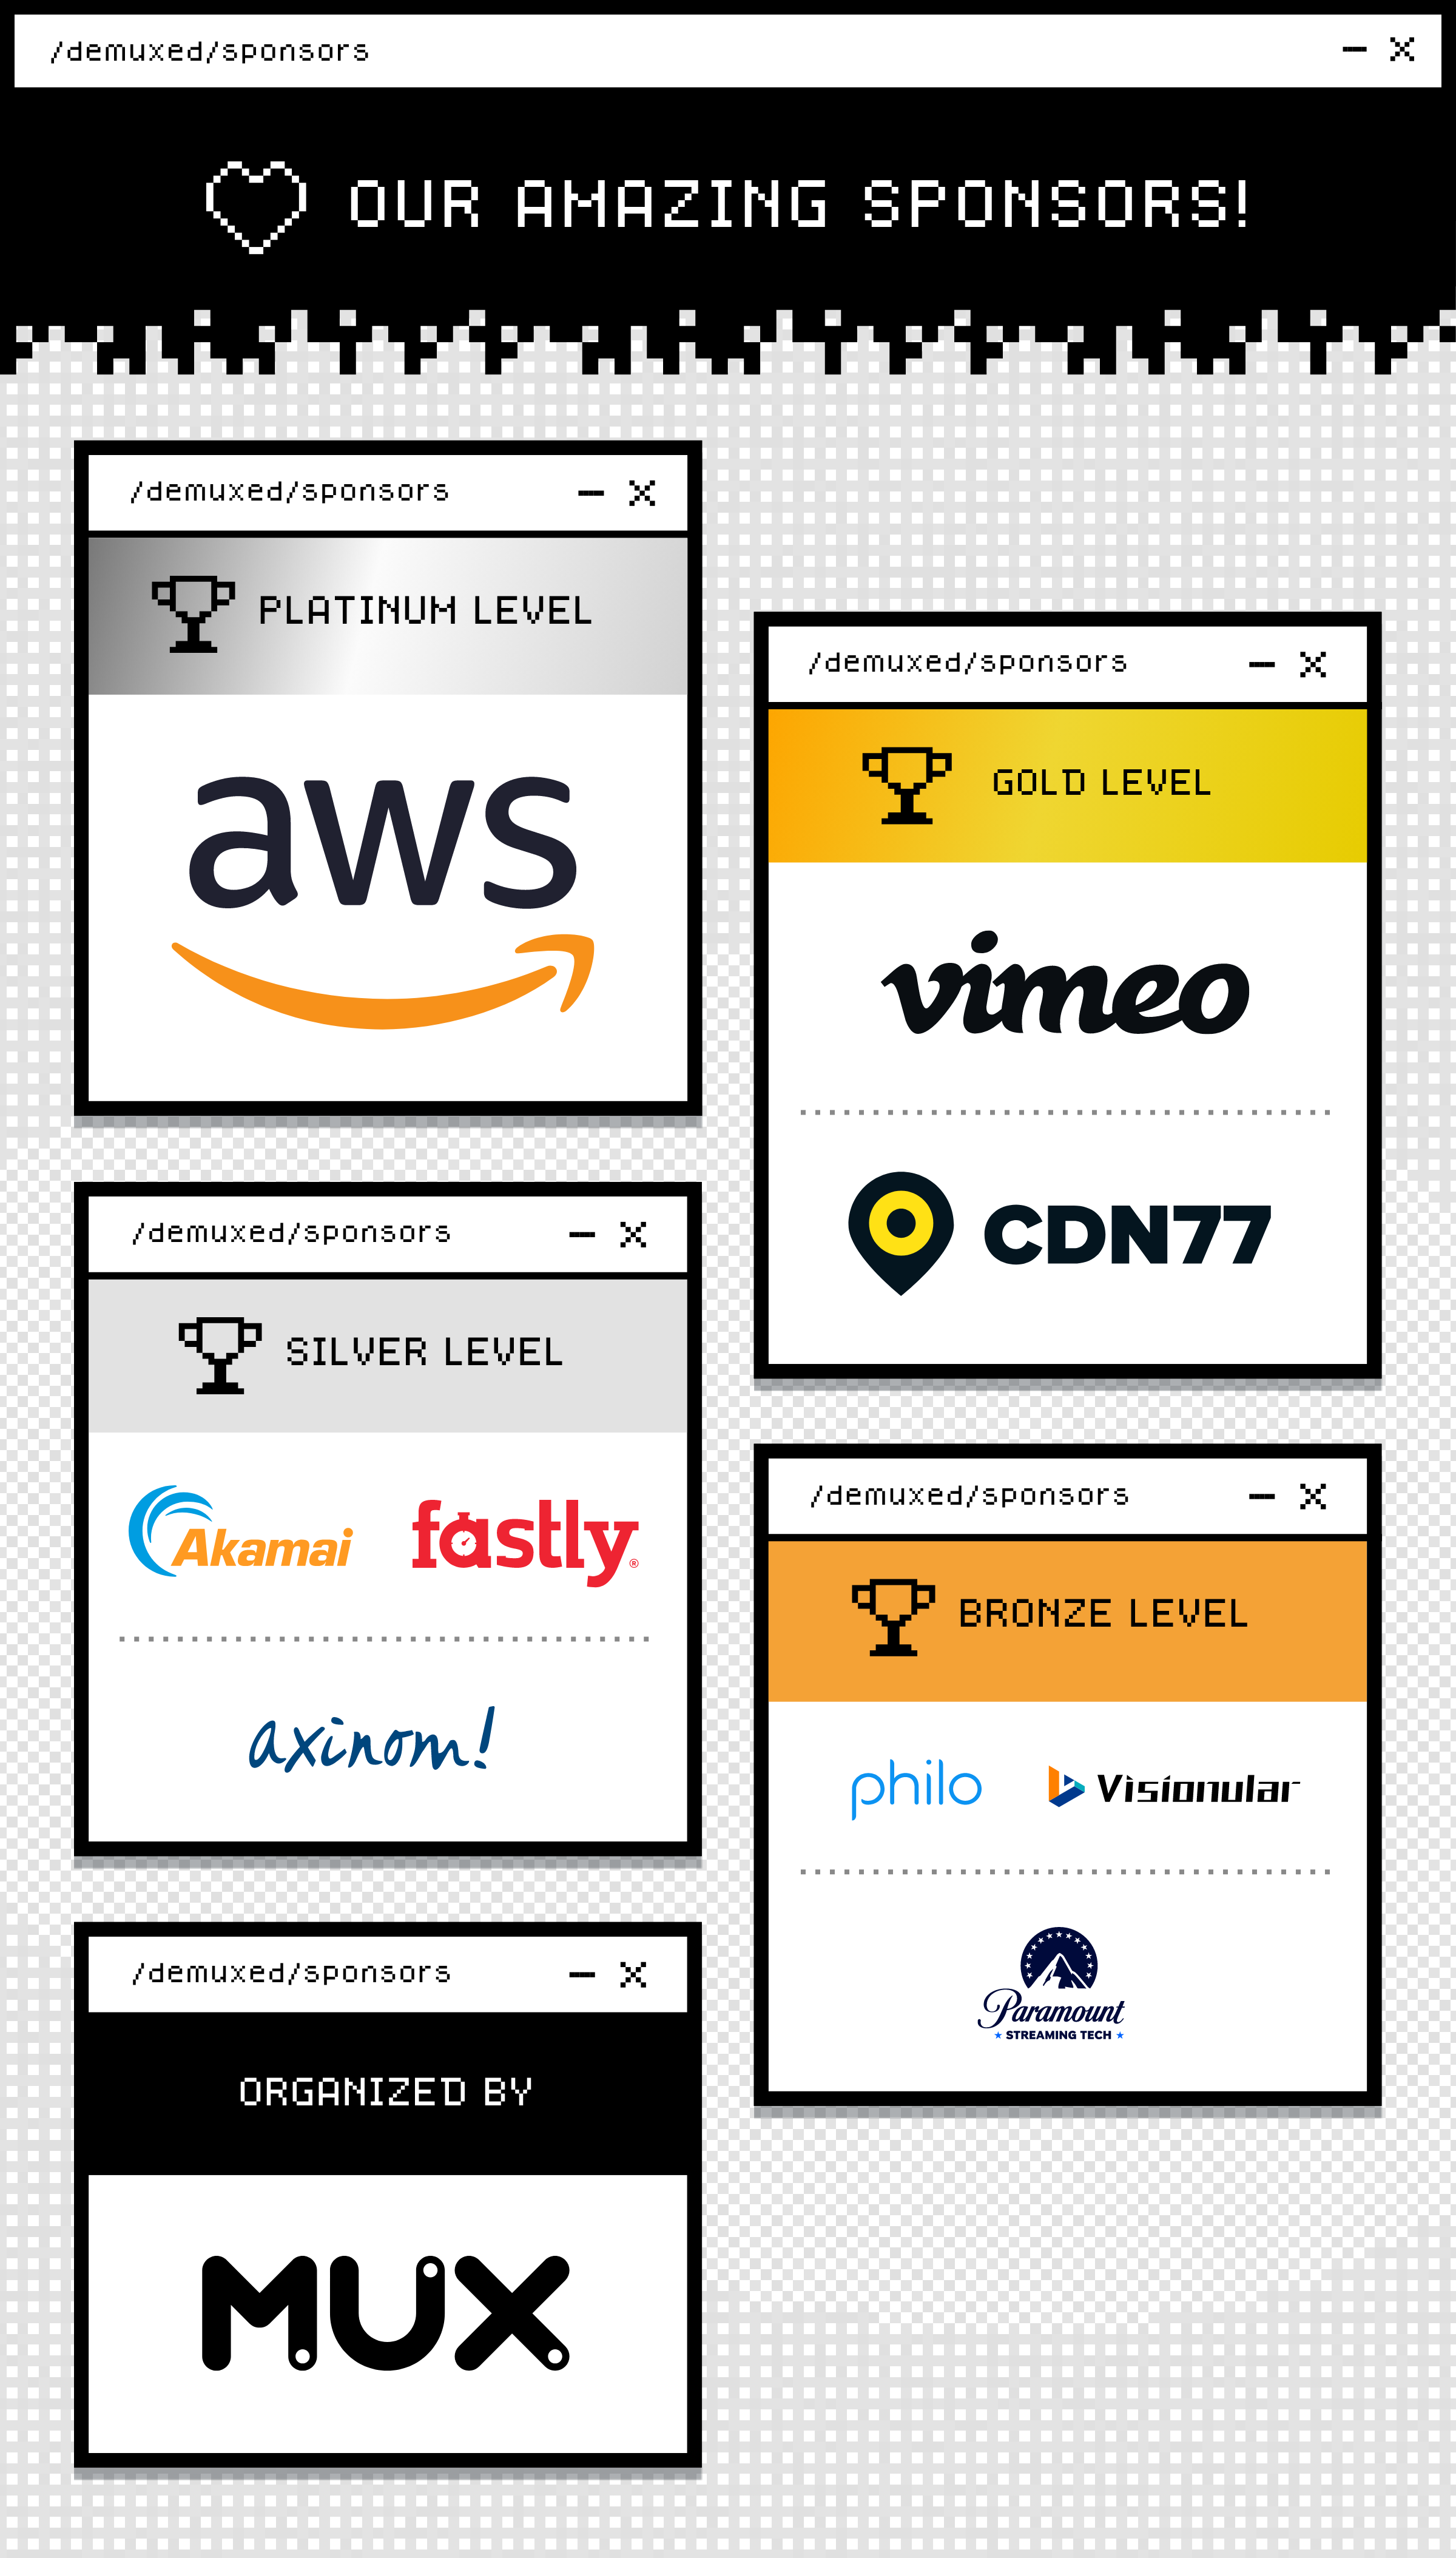 /demuxed/sponsors
OUR AMAZING SPONSORS!
/demuxed/sponsors
PLATINUM LEVEL
aws
/demuxed/sponsors
GOLD LEVEL
vimeo
CDN77
/demuxed/sponsors
SILVER LEVEL
Akamai
fastly®
axinom!
/demuxed/sponsors
BRONZE LEVEL
philo
Visionular
Paramount
STREAMING TECH
/demuxed/sponsors
ORGANIZED BY
MUX